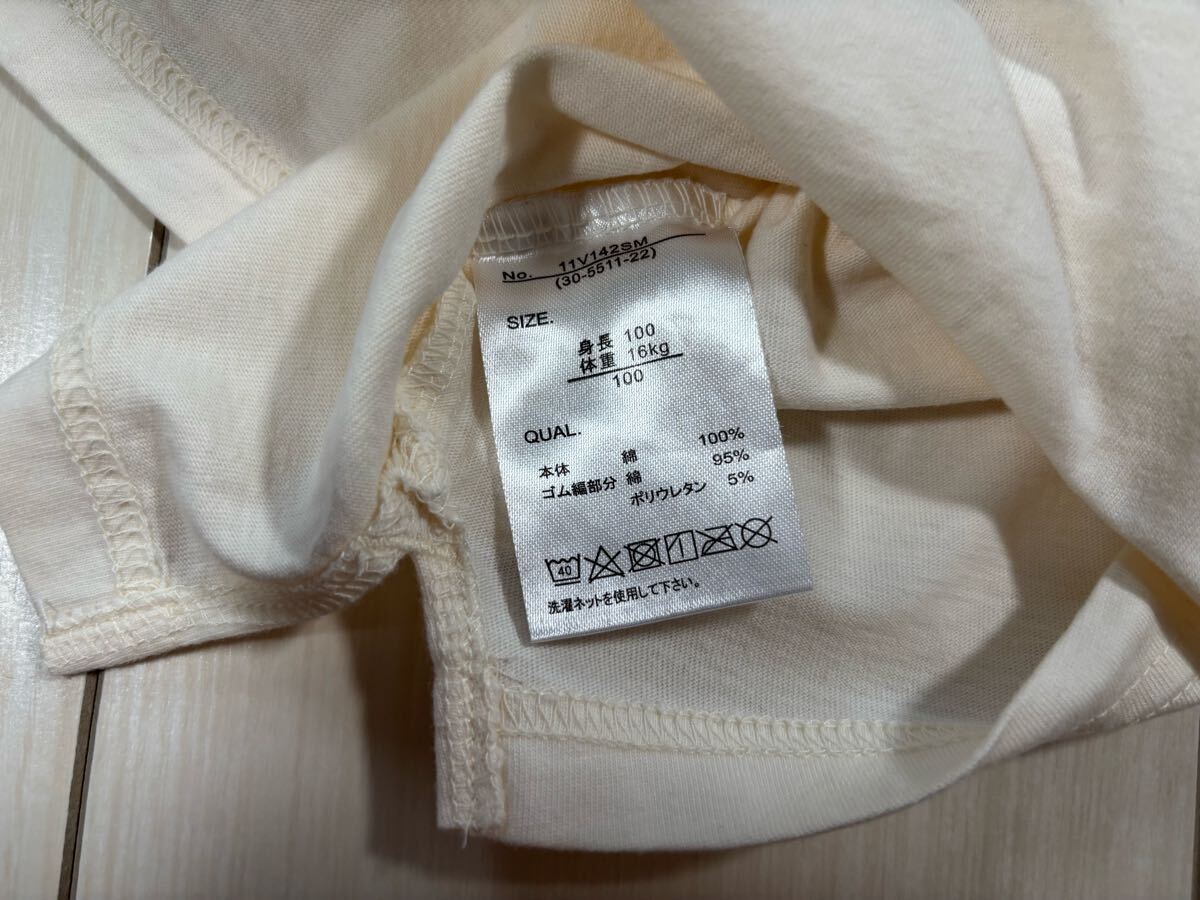 No. 11V142SM
(30-5511-22)
SIZE.
身長 100
体重 16kg
100
QUAL.
本体 綿 100%
ゴム編部分 綿 95%
ポリウレタン 5%
40
洗濯ネットを使用して下さい。